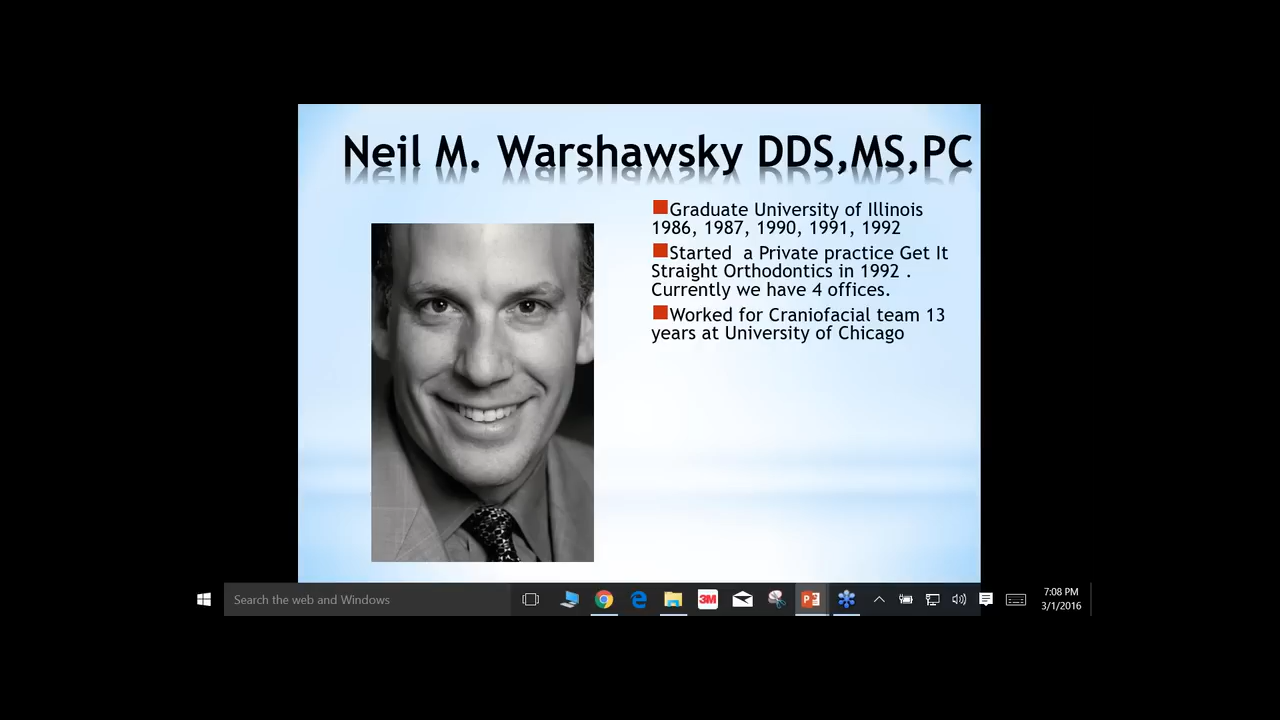 Neil M. Warshawsky DDS,MS,PC
Graduate University of Illinois
1986, 1987, 1990, 1991, 1992
Started a Private practice Get It
Straight Orthodontics in 1992 .
Currently we have 4 offices.
Worked for Craniofacial team 13
years at University of Chicago
Search the web and Windows
3M
7:08 PM
3/1/2016